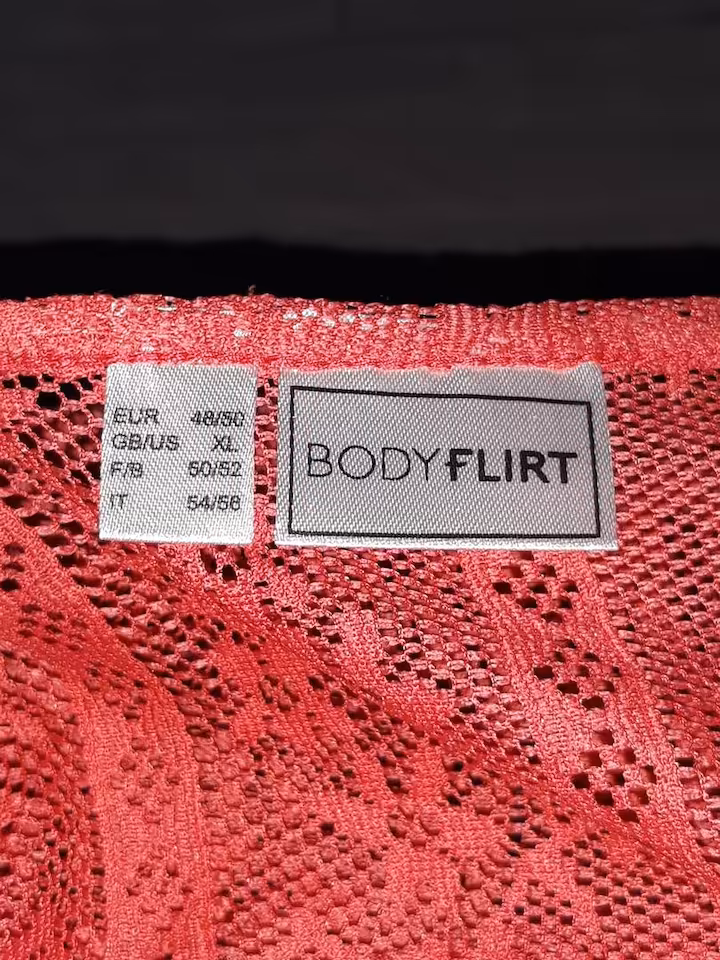 EUR 48/50
GB/US XL
F/B 50/52
IT 54/56
BODYFLIRT